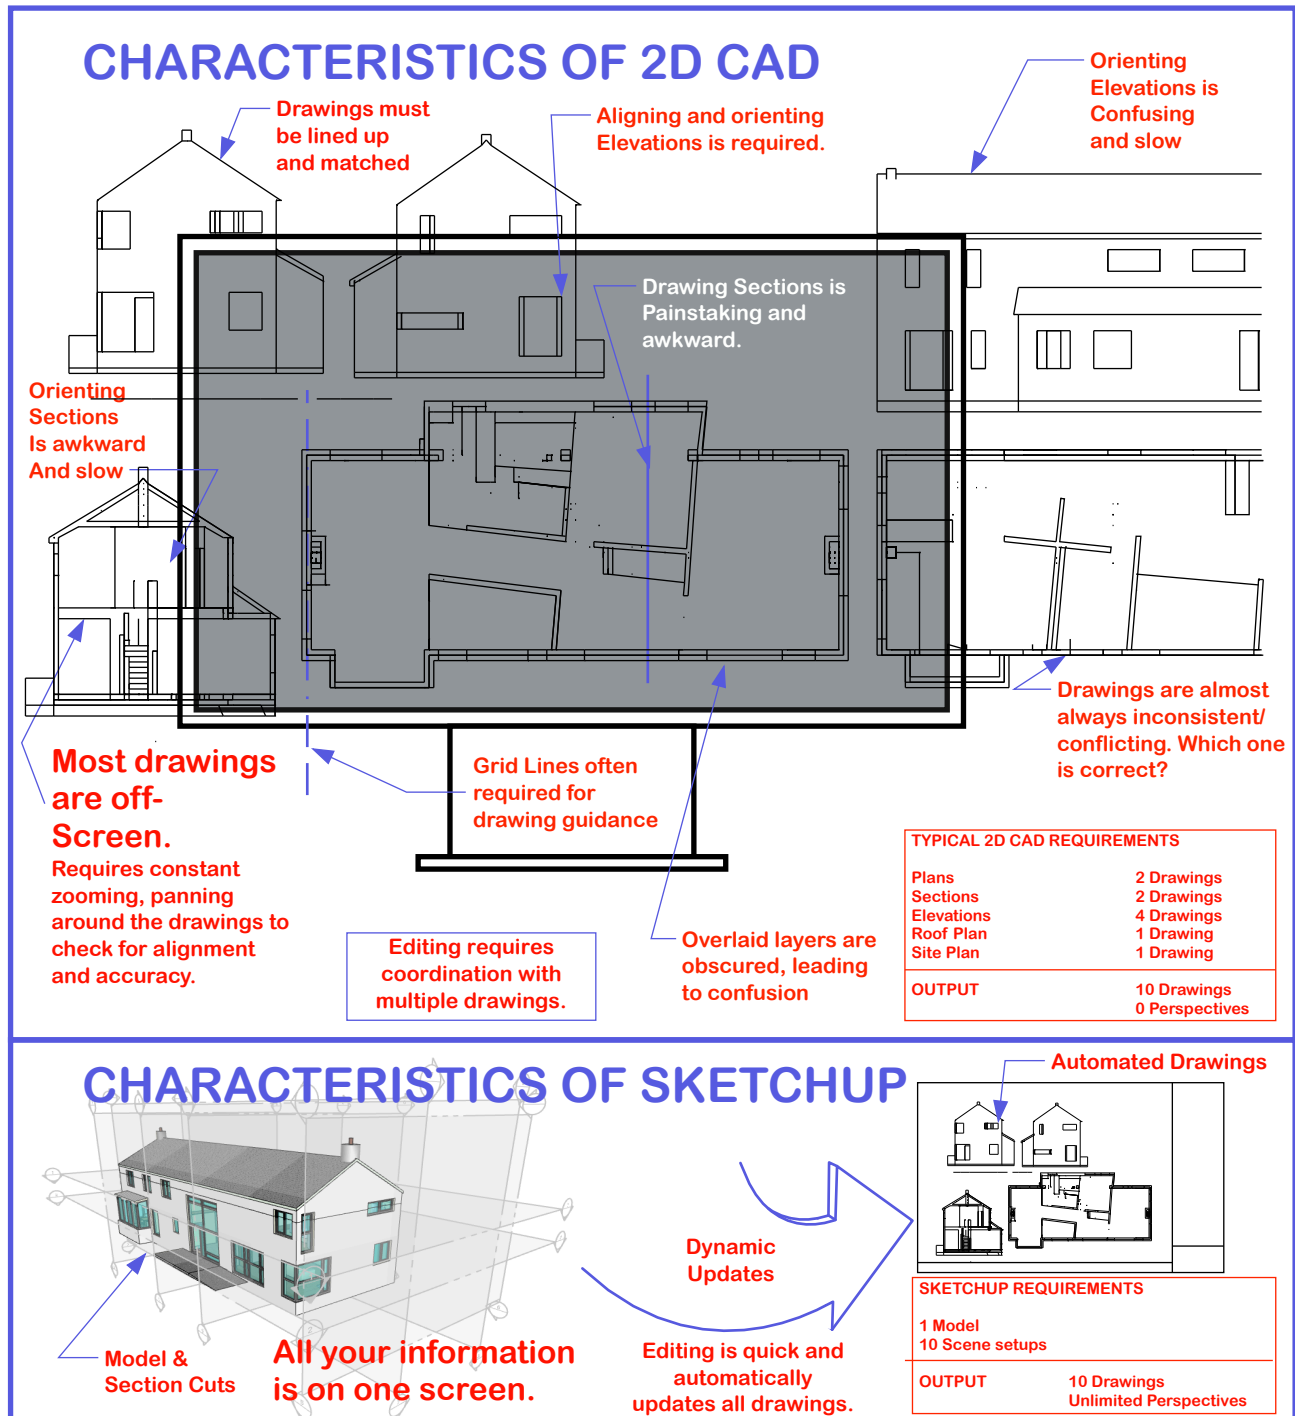 CHARACTERISTICS OF 2D CAD
Drawings must
be lined up
and matched
Aligning and orienting
Elevations is required.
Orienting
Elevations is
Confusing
and slow
Drawing Sections is
Painstaking and
awkward.
Orienting
Sections
Is awkward
And slow
Drawings are almost
always inconsistent/
conflicting. Which one
is correct?
Most drawings
are off-
Screen.
Requires constant
zooming, panning
around the drawings to
check for alignment
and accuracy.
Grid Lines often
required for
drawing guidance
Editing requires
coordination with
multiple drawings.
Overlaid layers are
obscured, leading
to confusion
TYPICAL 2D CAD REQUIREMENTS
Plans 2 Drawings
Sections 2 Drawings
Elevations 4 Drawings
Roof Plan 1 Drawing
Site Plan 1 Drawing
OUTPUT 10 Drawings
0 Perspectives
CHARACTERISTICS OF SKETCHUP
Automated Drawings
Dynamic
Updates
Model &
Section Cuts
All your information
is on one screen.
Editing is quick and
automatically
updates all drawings.
SKETCHUP REQUIREMENTS
1 Model
10 Scene setups
OUTPUT 10 Drawings
Unlimited Perspectives